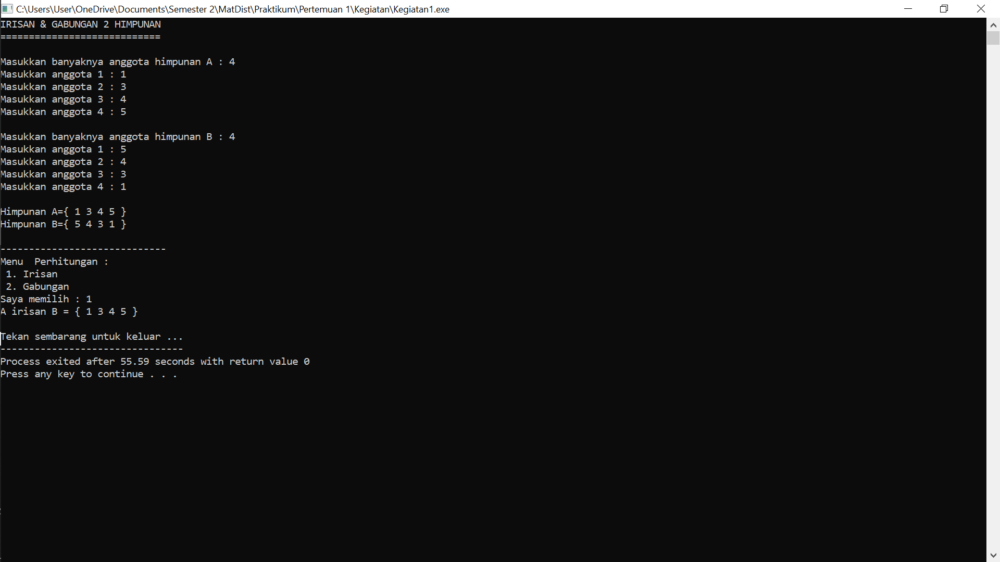 C:\Users\User\OneDrive\Documents\Semester 2\MatDist\Praktikum\Pertemuan 1\Kegiatan\Kegiatan1.exe
IRISAN & GABUNGAN 2 HIMPUNAN
============================
Masukkan banyaknya anggota himpunan A : 4
Masukkan anggota 1 : 1
Masukkan anggota 2 : 3
Masukkan anggota 3 : 4
Masukkan anggota 4 : 5
Masukkan banyaknya anggota himpunan B : 4
Masukkan anggota 1 : 5
Masukkan anggota 2 : 4
Masukkan anggota 3 : 3
Masukkan anggota 4 : 1
Himpunan A={ 1 3 4 5 }
Himpunan B={ 5 4 3 1 }
-----------------------------
Menu  Perhitungan :
 1. Irisan
 2. Gabungan
Saya memilih : 1
A irisan B = { 1 3 4 5 }
Tekan sembarang untuk keluar ...
--------------------------------
Process exited after 55.59 seconds with return value 0
Press any key to continue . . .